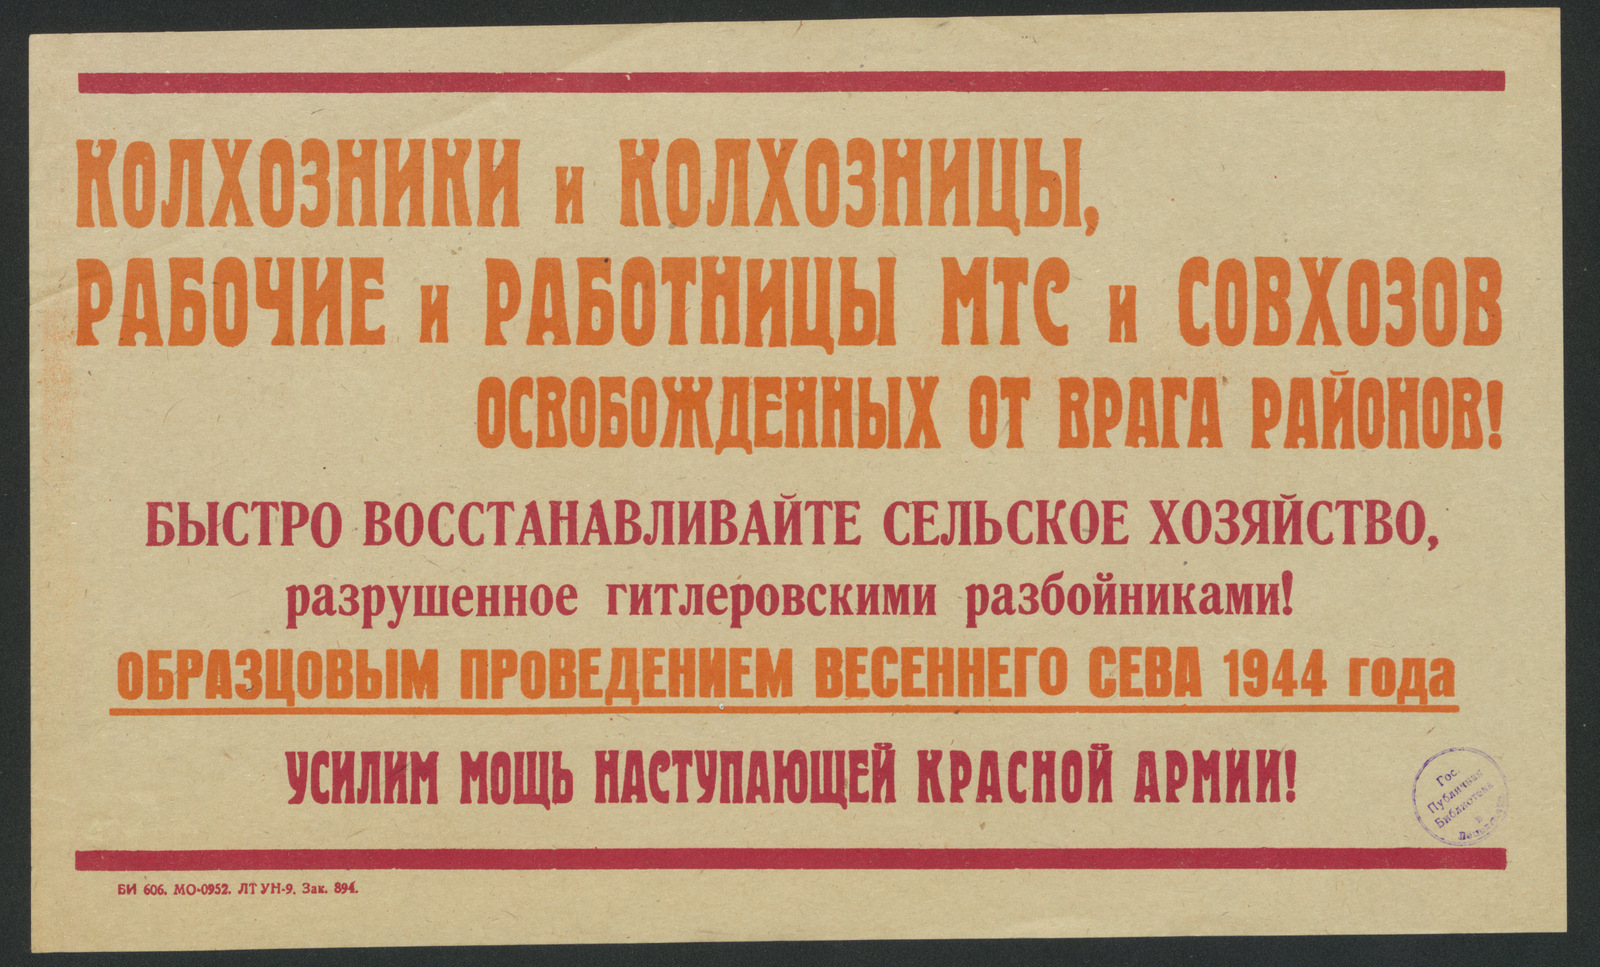 КОЛХОЗНИКИ и КОЛХОЗНИЦЫ,
РАБОЧИЕ и РАБОТНИЦЫ МТС и СОВХОЗОВ
ОСВОБОЖДЕННЫХ ОТ ВРАГА РАЙОНОВ!
БЫСТРО ВОССТАНАВЛИВАЙТЕ СЕЛЬСКОЕ ХОЗЯЙСТВО,
разрушенное гитлеровскими разбойниками!
ОБРАЗЦОВЫМ ПРОВЕДЕНИЕМ ВЕСЕННЕГО СЕВА 1944 года
УСИЛИМ МОЩЬ НАСТУПАЮЩЕЙ КРАСНОЙ АРМИИ!
Гос.
Публичная
Библиотека
в
БИ 606. МО-0952. ЛТ УН-9. Зак. 894.